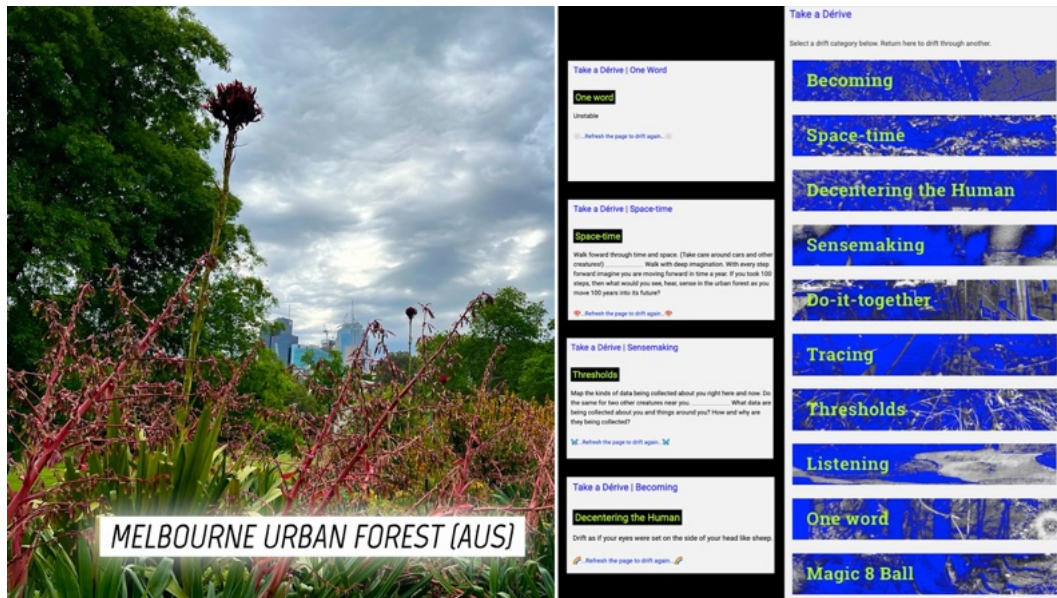 MELBOURNE URBAN FOREST (AUS)
Take a Dérive | One Word
One word
Unstable
...Refresh the page to drift again...
Take a Dérive | Space-time
Space-time
Walk foward through time and space. (Take care around cars and other
creatures!) ______________ Walk with deep imagination. With every step
forward imagine you are moving forward in time a year. If you took 100
steps, then what would you see, hear, sense in the urban forest as you
move 100 years into its future?
...Refresh the page to drift again...
Take a Dérive | Sensemaking
Thresholds
Map the kinds of data being collected about you right here and now. Do
the same for two other creatures near you. ______________ What data are
being collected about you and things around you? How and why are
they being collected?
...Refresh the page to drift again...
Take a Dérive | Becoming
Decentering the Human
Drift as if your eyes were set on the side of your head like sheep.
...Refresh the page to drift again...
Take a Dérive
Select a drift category below. Return here to drift through another.
Becoming
Space-time
Decentering the Human
Sensemaking
Do-it-together
Tracing
Thresholds
Listening
One word
Magic 8 Ball